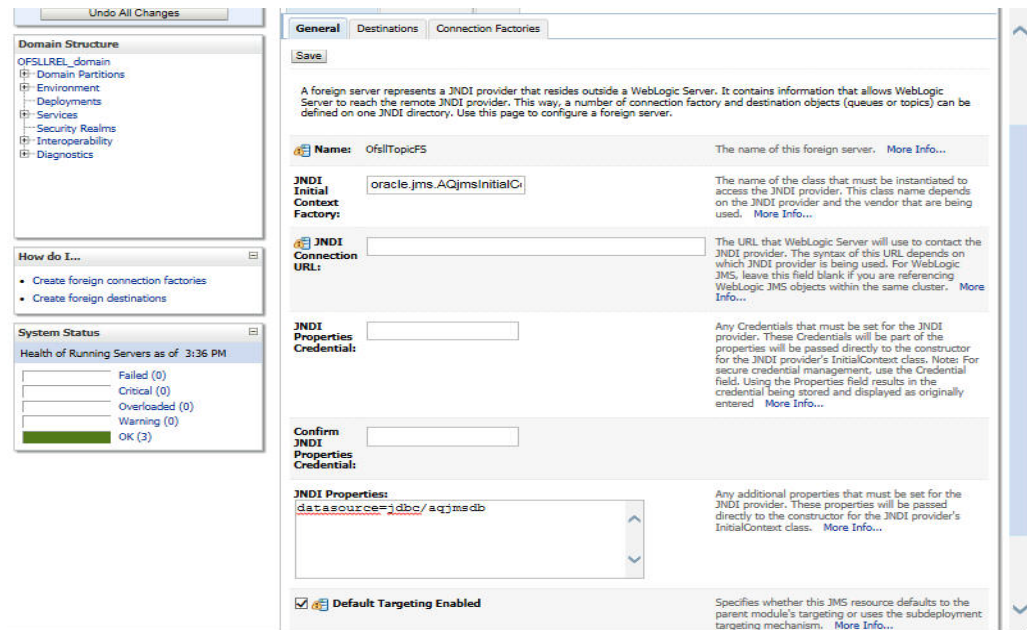 Undo All Changes
Domain Structure
OFSLLREL_domain
Domain Partitions
Environment
Deployments
Services
Security Realms
Interoperability
Diagnostics
How do I...
Create foreign connection factories
Create foreign destinations
System Status
Health of Running Servers as of 3:36 PM
Failed (0)
Critical (0)
Overloaded (0)
Warning (0)
OK (3)
General Destinations Connection Factories
Save
A foreign server represents a JNDI provider that resides outside a WebLogic Server. It contains information that allows WebLogic
Server to reach the remote JNDI provider. This way, a number of connection factory and destination objects (queues or topics) can be
defined on one JNDI directory. Use this page to configure a foreign server.
Name: OfsllTopicFS
The name of this foreign server. More Info...
JNDI
Initial
Context
Factory:
oracle.jms.AQjmsInitialC
The name of the class that must be instantiated to
access the JNDI provider. This class name depends
on the JNDI provider and the vendor that are being
used. More Info...
JNDI
Connection
URL:
The URL that WebLogic Server will use to contact the
JNDI provider. The syntax of this URL depends on
which JNDI provider is being used. For WebLogic
JMS, leave this field blank if you are referencing
WebLogic JMS objects within the same cluster. More
Info...
JNDI
Properties
Credential:
Any Credentials that must be set for the JNDI
provider. These Credentials will be part of the
properties will be passed directly to the constructor
for the JNDI provider's InitialContext class. Note: For
secure credential management, use the Credential
field. Using the Properties field results in the
credential being stored and displayed as originally
entered More Info...
Confirm
JNDI
Properties
Credential:
JNDI Properties:
datasource=jdbc/aqjmsdb
Any additional properties that must be set for the
JNDI provider. These properties will be passed
directly to the constructor for the JNDI provider's
InitialContext class. More Info...
Default Targeting Enabled
Specifies whether this JMS resource defaults to the
parent module's targeting or uses the subdeployment
targeting mechanism. More Info...